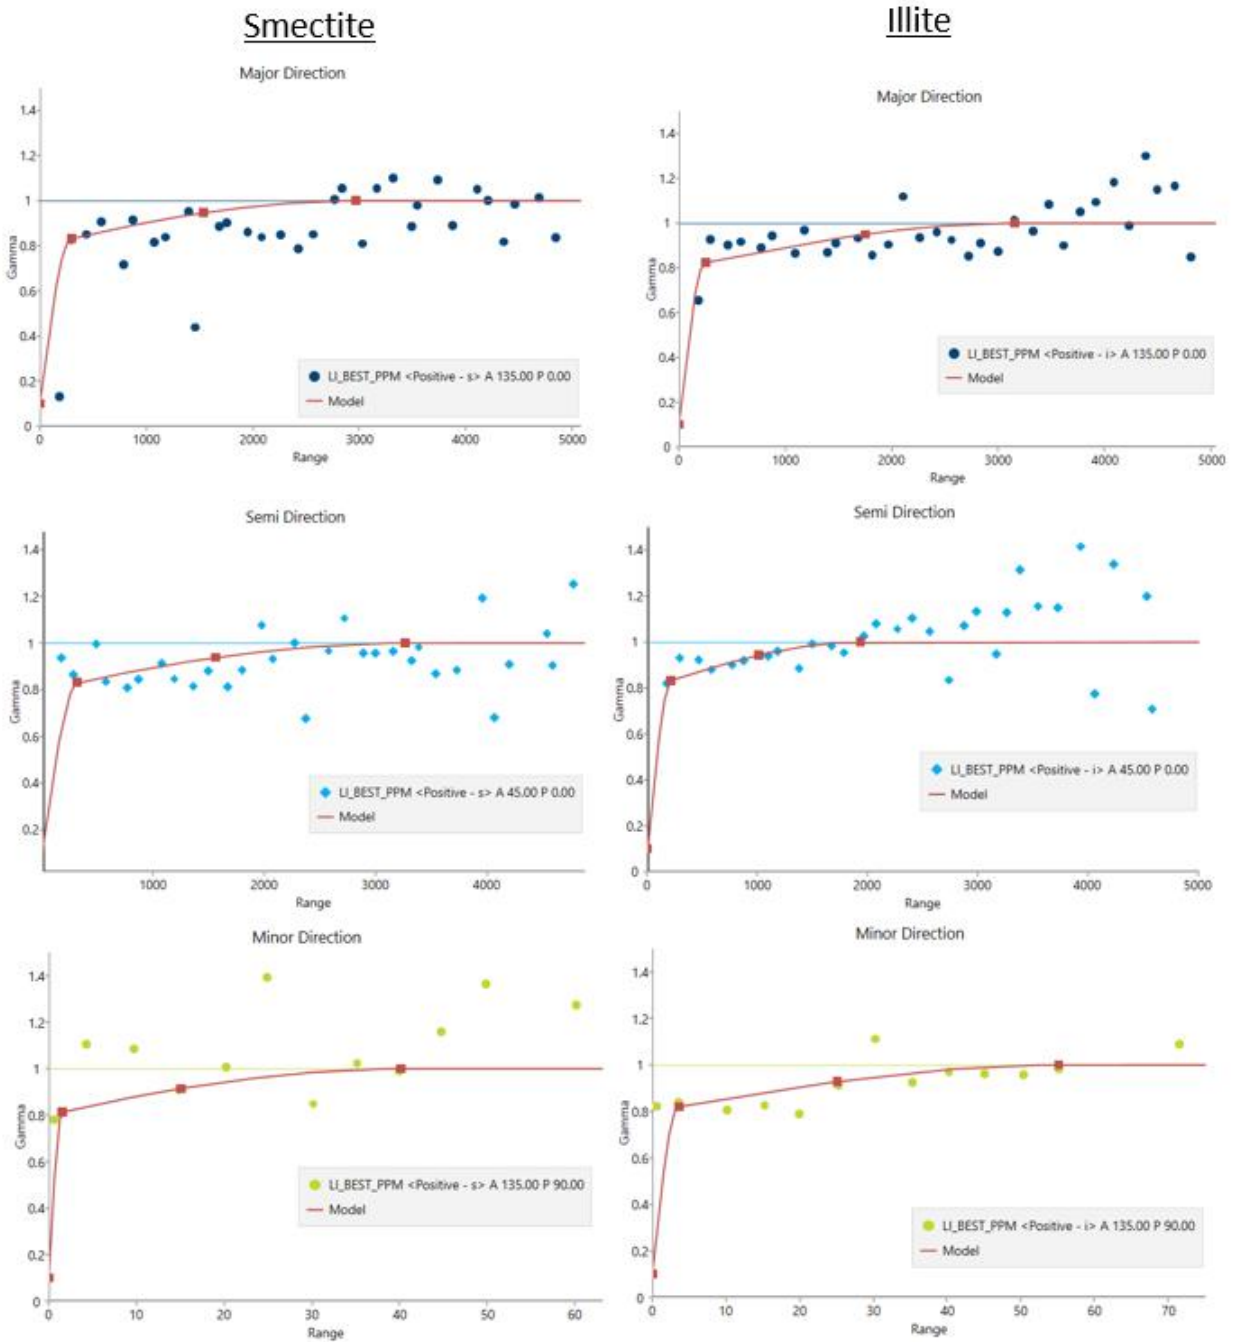 Smectite
Illite
Major Direction
1.4
1.2
1
0.8
0.6
0.4
0.2
0
Gamma
0 1000 2000 3000 4000 5000
Range
LI_BEST_PPM <Positive - s> A 135.00 P 0.00
Model
Major Direction
1.4
1.2
1
0.8
0.6
0.4
0.2
0
Gamma
0 1000 2000 3000 4000 5000
Range
LI_BEST_PPM <Positive - i> A 135.00 P 0.00
Model
Semi Direction
1.4
1.2
1
0.8
0.6
0.4
0.2
Gamma
1000 2000 3000 4000
Range
LI_BEST_PPM <Positive - s> A 45.00 P 0.00
Model
Semi Direction
1.4
1.2
1
0.8
0.6
0.4
0.2
0
Gamma
0 1000 2000 3000 4000 5000
Range
LI_BEST_PPM <Positive - i> A 45.00 P 0.00
Model
Minor Direction
1.4
1.2
1
0.8
0.6
0.4
0.2
0
Gamma
0 10 20 30 40 50 60
Range
LI_BEST_PPM <Positive - s> A 135.00 P 90.00
Model
Minor Direction
1.4
1.2
1
0.8
0.6
0.4
0.2
0
Gamma
0 10 20 30 40 50 60 70
Range
LI_BEST_PPM <Positive - i> A 135.00 P 90.00
Model